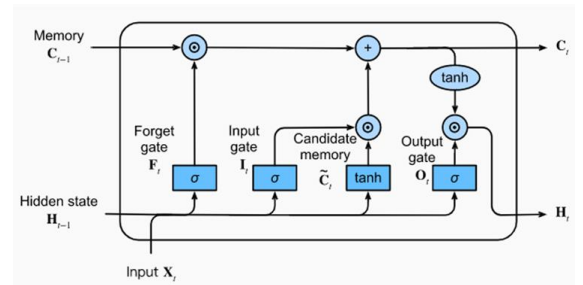 Memory
C_{t-1}
⊙
+
C_t
tanh
Forget
gate
F_t
Input
gate
I_t
⊙
Candidate
memory
C̃_t
Output
gate
O_t
⊙
σ
σ
tanh
σ
Hidden state
H_{t-1}
H_t
Input X_t